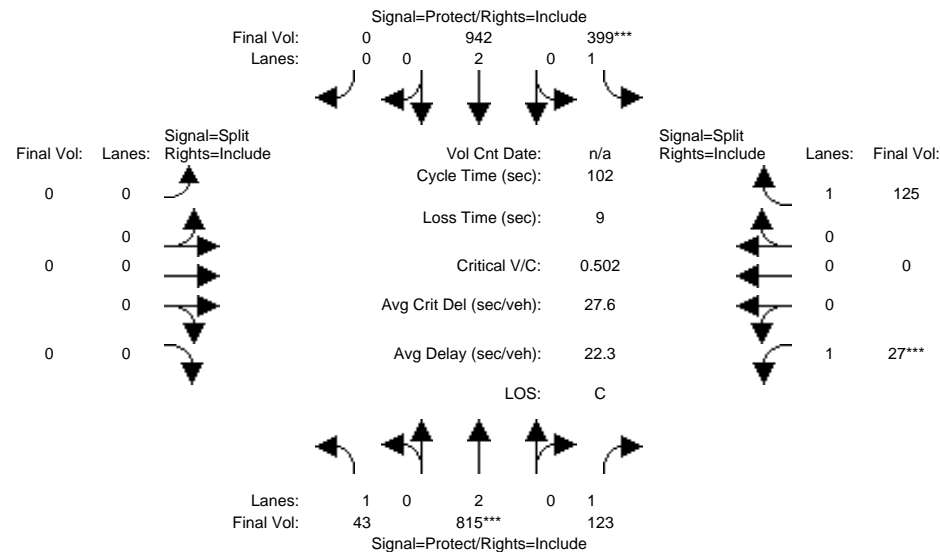 Signal=Protect/Rights=Include
Final Vol: 0 942 399***
Lanes: 0 0 2 0 1
Signal=Split
Final Vol: Lanes: Rights=Include
Vol Cnt Date: n/a
Signal=Split
Rights=Include Lanes: Final Vol:
Cycle Time (sec): 102
0 0
1 125
Loss Time (sec): 9
0
0
0 0
Critical V/C: 0.502
0 0
0
Avg Crit Del (sec/veh): 27.6
0
0 0
Avg Delay (sec/veh): 22.3
1 27***
LOS: C
Lanes: 1 0 2 0 1
Final Vol: 43 815*** 123
Signal=Protect/Rights=Include